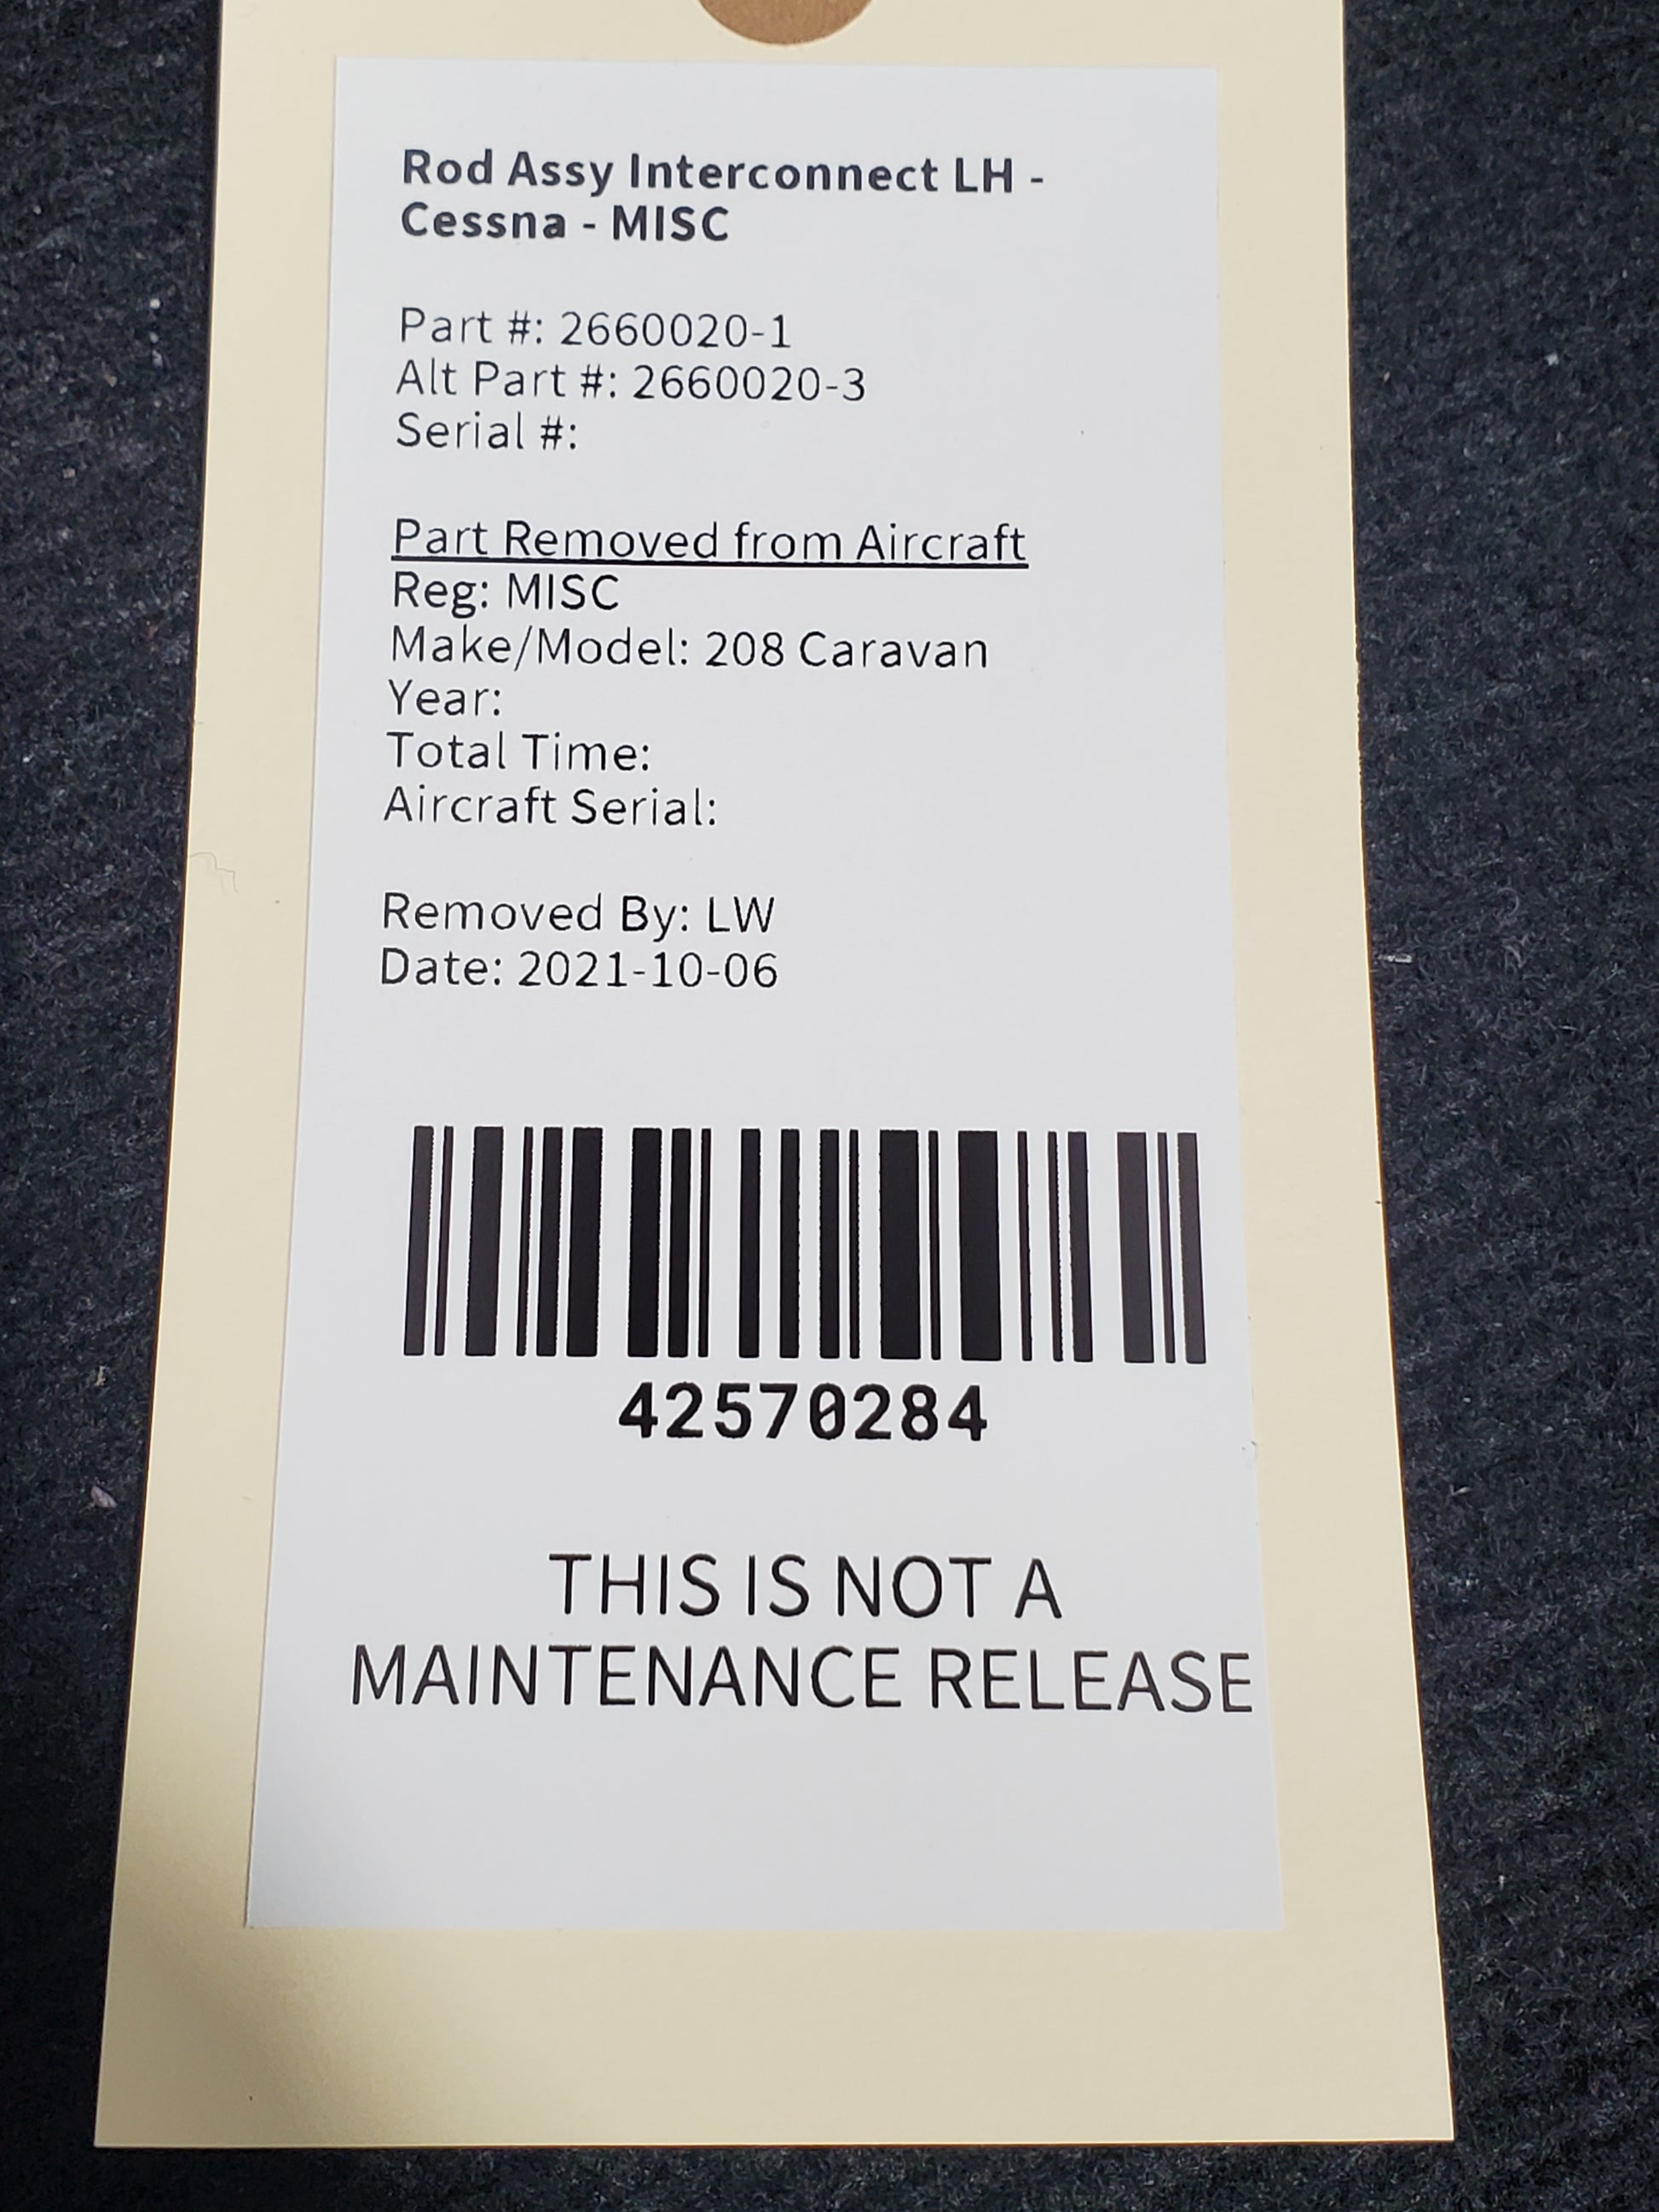 Rod Assy Interconnect LH -
Cessna - MISC
Part #: 2660020-1
Alt Part #: 2660020-3
Serial #:
Part Removed from Aircraft
Reg: MISC
Make/Model: 208 Caravan
Year:
Total Time:
Aircraft Serial:
Removed By: LW
Date: 2021-10-06
42570284
THIS IS NOT A
MAINTENANCE RELEASE